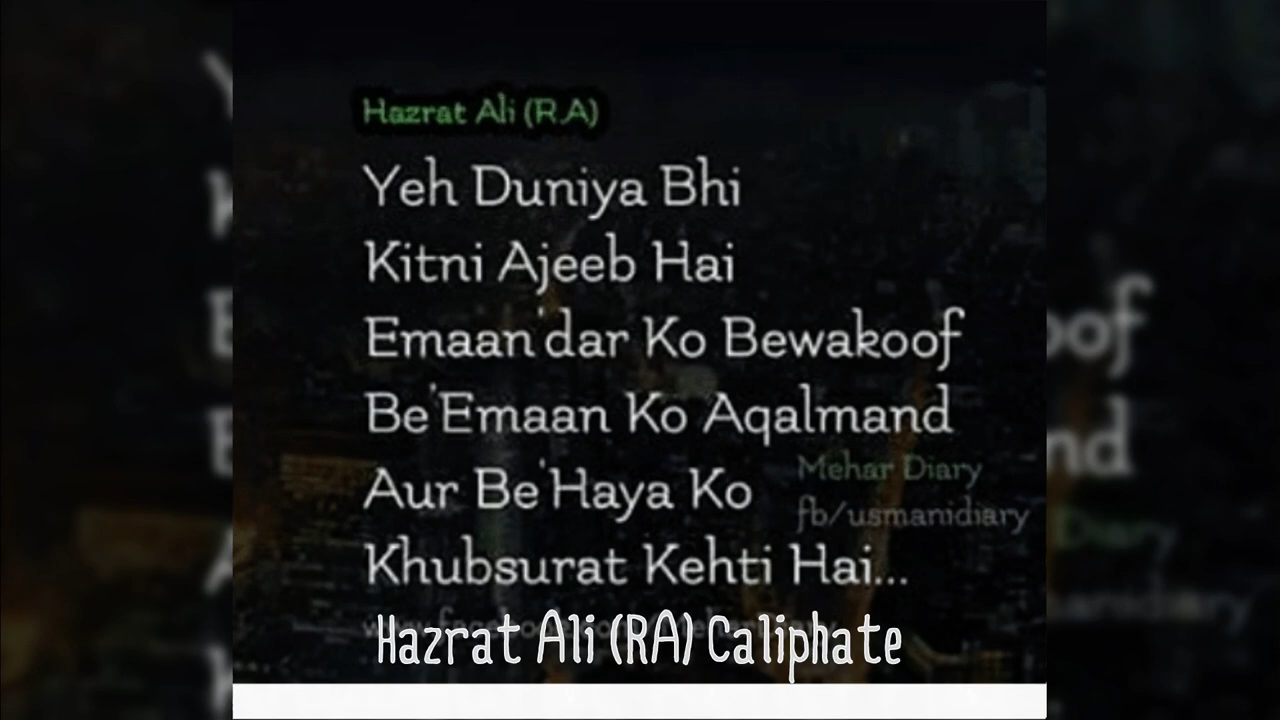 Hazrat Ali (R.A)
Yeh Duniya Bhi
Kitni Ajeeb Hai
Emaan'dar Ko Bewakoof
Be'Emaan Ko Aqalmand
Aur Be'Haya Ko
Mehar Diary
fb/usmanidiary
Khubsurat Kehti Hai...
Hazrat Ali (RA) Caliphate